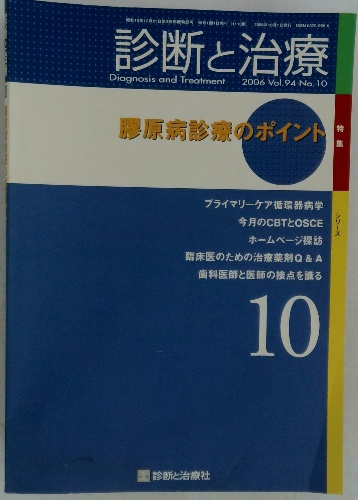 診断と治療
Diagnosis and Treatment 2006 Vol.94 No.10
膠原病診療のポイント
特集
プライマリーケア循環器病学
今月のCBTとOSCE
ホームページ探訪
臨床医のための治療薬剤Q & A
歯科医師と医師の接点を識る
シリーズ
10
診断と治療社